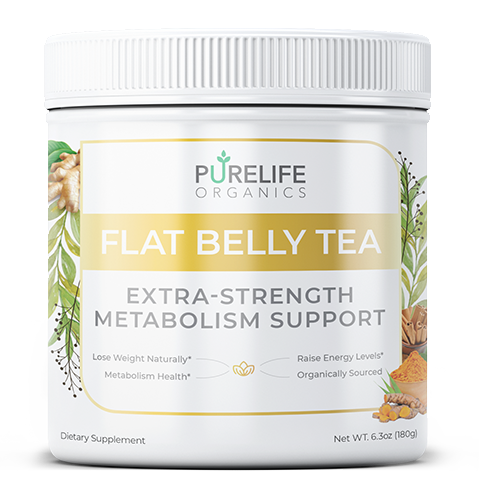 PURELIFE
ORGANICS
FLAT BELLY TEA
EXTRA-STRENGTH
METABOLISM SUPPORT
Lose Weight Naturally*
Raise Energy Levels*
Metabolism Health*
Organically Sourced
Dietary Supplement
Net WT. 6.3oz (180g)